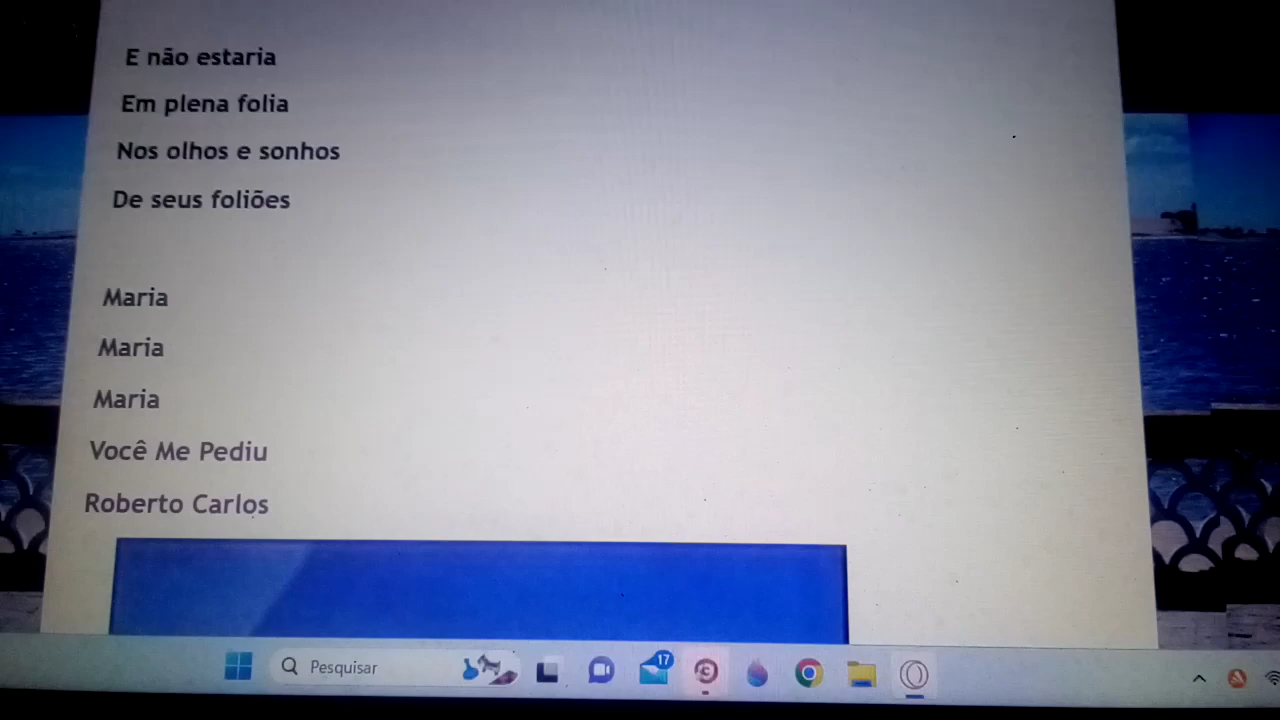 E não estaria
Em plena folia
Nos olhos e sonhos
De seus foliões
Maria
Maria
Maria
Você Me Pediu
Roberto Carlos
Pesquisar
17